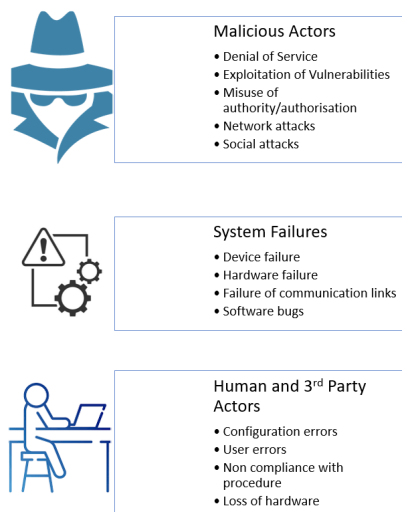 Malicious Actors
• Denial of Service
• Exploitation of Vulnerabilities
• Misuse of
authority/authorisation
• Network attacks
• Social attacks
System Failures
• Device failure
• Hardware failure
• Failure of communication links
• Software bugs
Human and 3rd Party
Actors
• Configuration errors
• User errors
• Non compliance with
procedure
• Loss of hardware